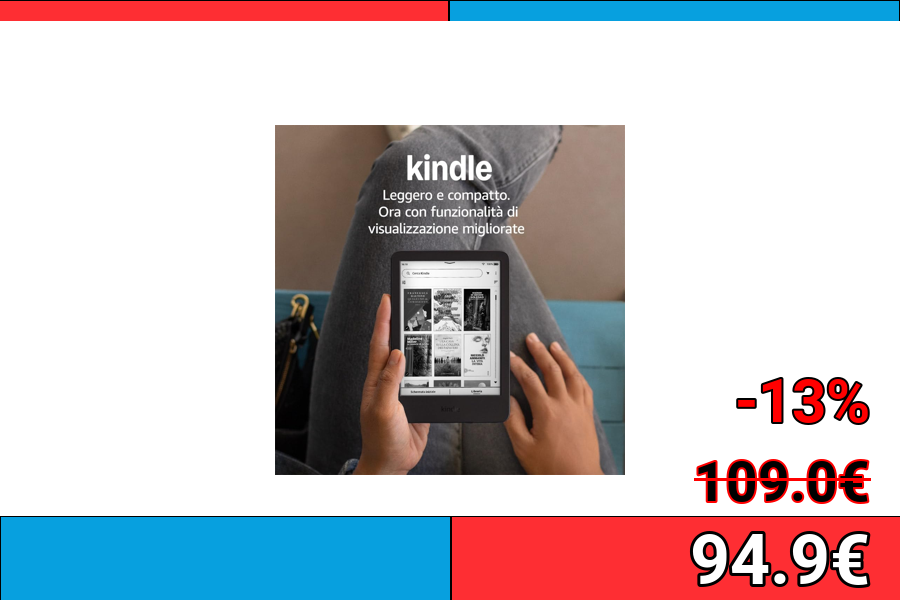 kindle
Leggero e compatto.
Ora con funzionalità di
visualizzazione migliorate
-13%
109.0€
94.9€